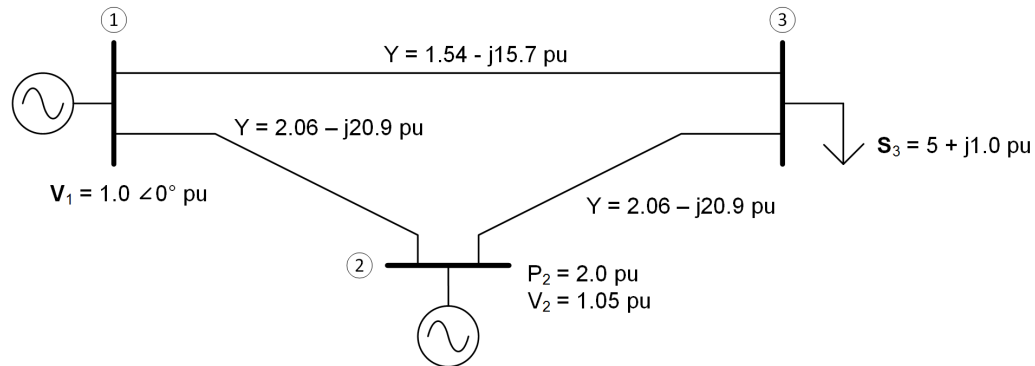 ① ③
Y = 1.54 - j15.7 pu
Y = 2.06 – j20.9 pu
S₃ = 5 + j1.0 pu
V₁ = 1.0 ∠0° pu
Y = 2.06 – j20.9 pu
②
P₂ = 2.0 pu
V₂ = 1.05 pu